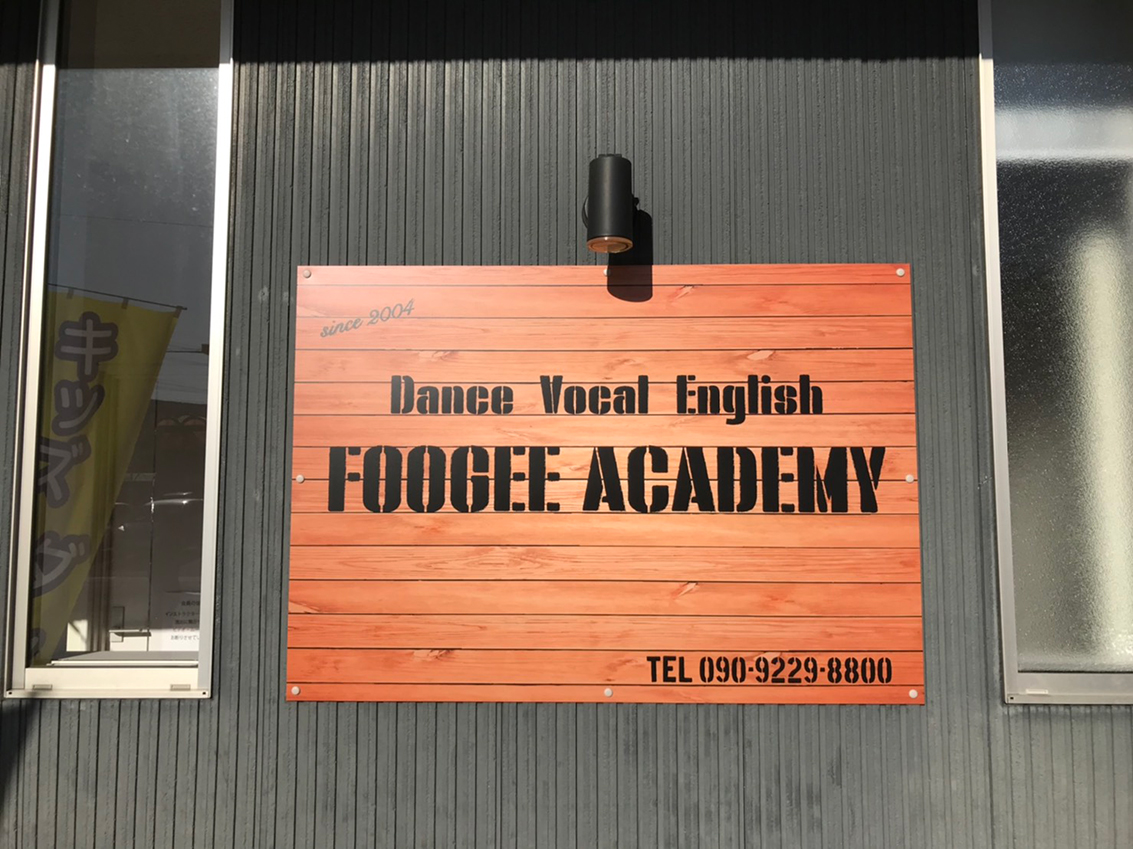 since 2004
Dance Vocal English
FOOGEE ACADEMY
TEL 090-9229-8800
キッズ